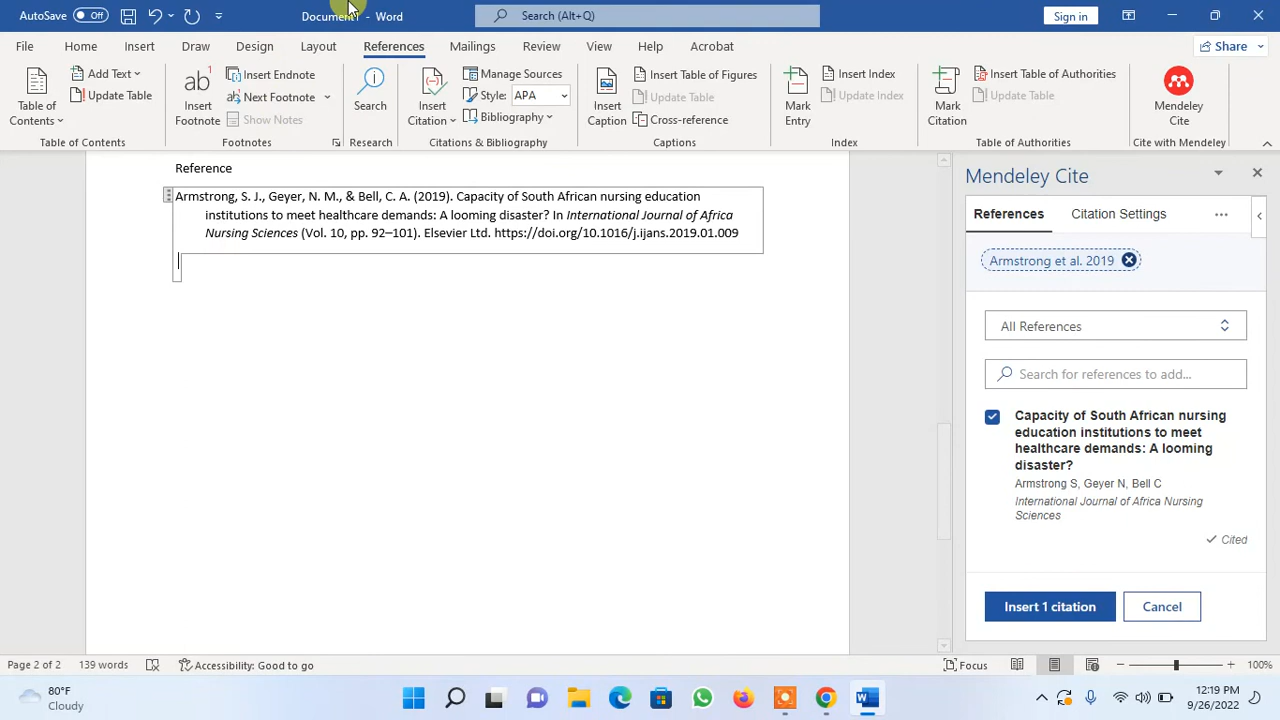 AutoSave Off
Document1 - Word
Search (Alt+Q)
Sign in
File Home Insert Draw Design Layout References Mailings Review View Help Acrobat
Share
Table of Contents
Add Text
Update Table
Table of Contents
ab
Insert Footnote
Insert Endnote
Next Footnote
Show Notes
Footnotes
Search
Research
Insert Citation
Manage Sources
Style: APA
Bibliography
Citations & Bibliography
Insert Caption
Insert Table of Figures
Update Table
Cross-reference
Captions
Mark Entry
Insert Index
Update Index
Index
Mark Citation
Insert Table of Authorities
Update Table
Table of Authorities
Mendeley Cite
Cite with Mendeley
Reference
Armstrong, S. J., Geyer, N. M., & Bell, C. A. (2019). Capacity of South African nursing education
institutions to meet healthcare demands: A looming disaster? In International Journal of Africa
Nursing Sciences (Vol. 10, pp. 92–101). Elsevier Ltd. https://doi.org/10.1016/j.ijans.2019.01.009
Mendeley Cite
References Citation Settings
Armstrong et al. 2019
All References
Search for references to add...
Capacity of South African nursing
education institutions to meet
healthcare demands: A looming
disaster?
Armstrong S, Geyer N, Bell C
International Journal of Africa Nursing
Sciences
Cited
Insert 1 citation
Cancel
Page 2 of 2
139 words
Accessibility: Good to go
Focus
100%
80°F
Cloudy
12:19 PM
9/26/2022